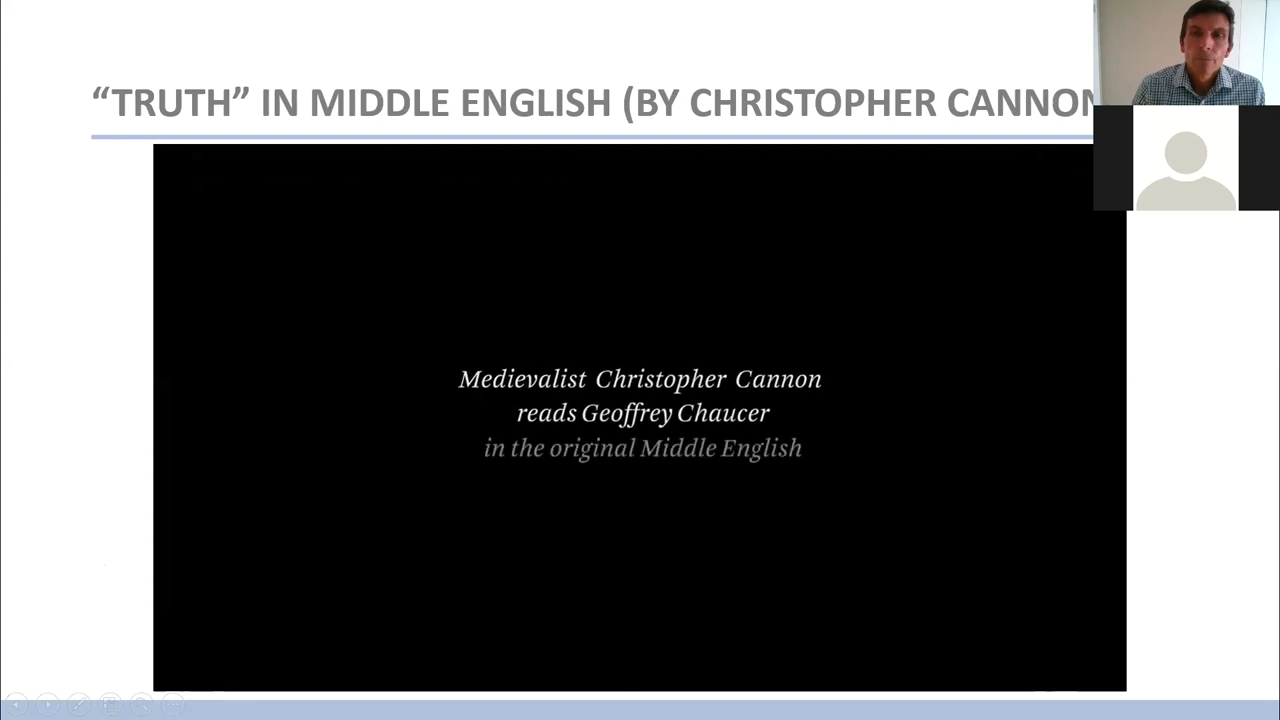 “TRUTH” IN MIDDLE ENGLISH (BY CHRISTOPHER CANNON
Medievalist Christopher Cannon
reads Geoffrey Chaucer
in the original Middle English